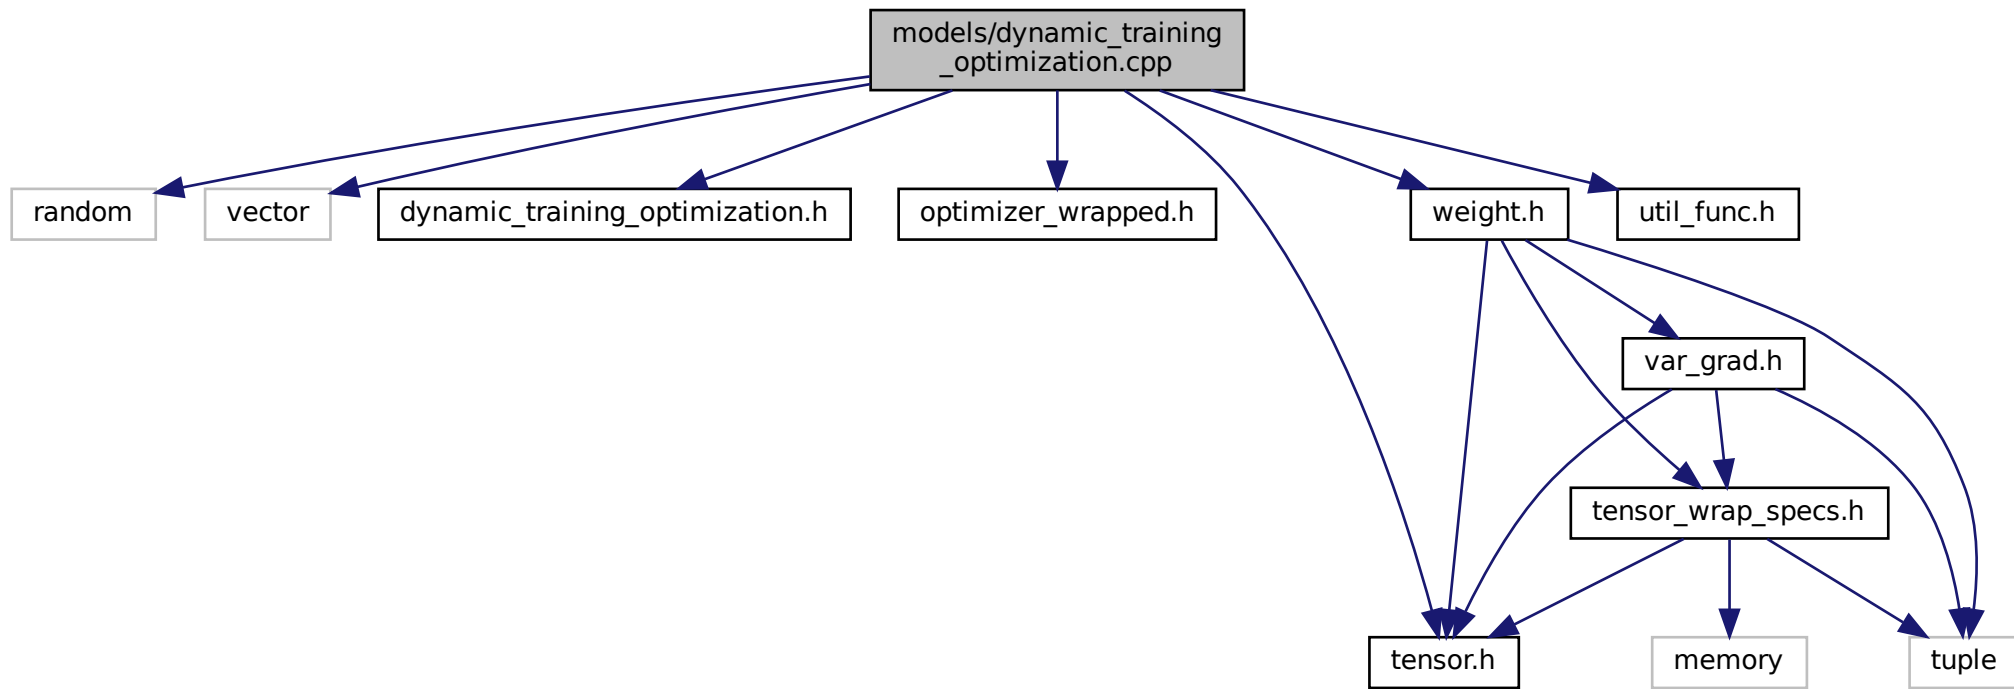 models/dynamic_training
_optimization.cpp
random
vector
dynamic_training_optimization.h
optimizer_wrapped.h
weight.h
util_func.h
var_grad.h
tensor_wrap_specs.h
tensor.h
memory
tuple